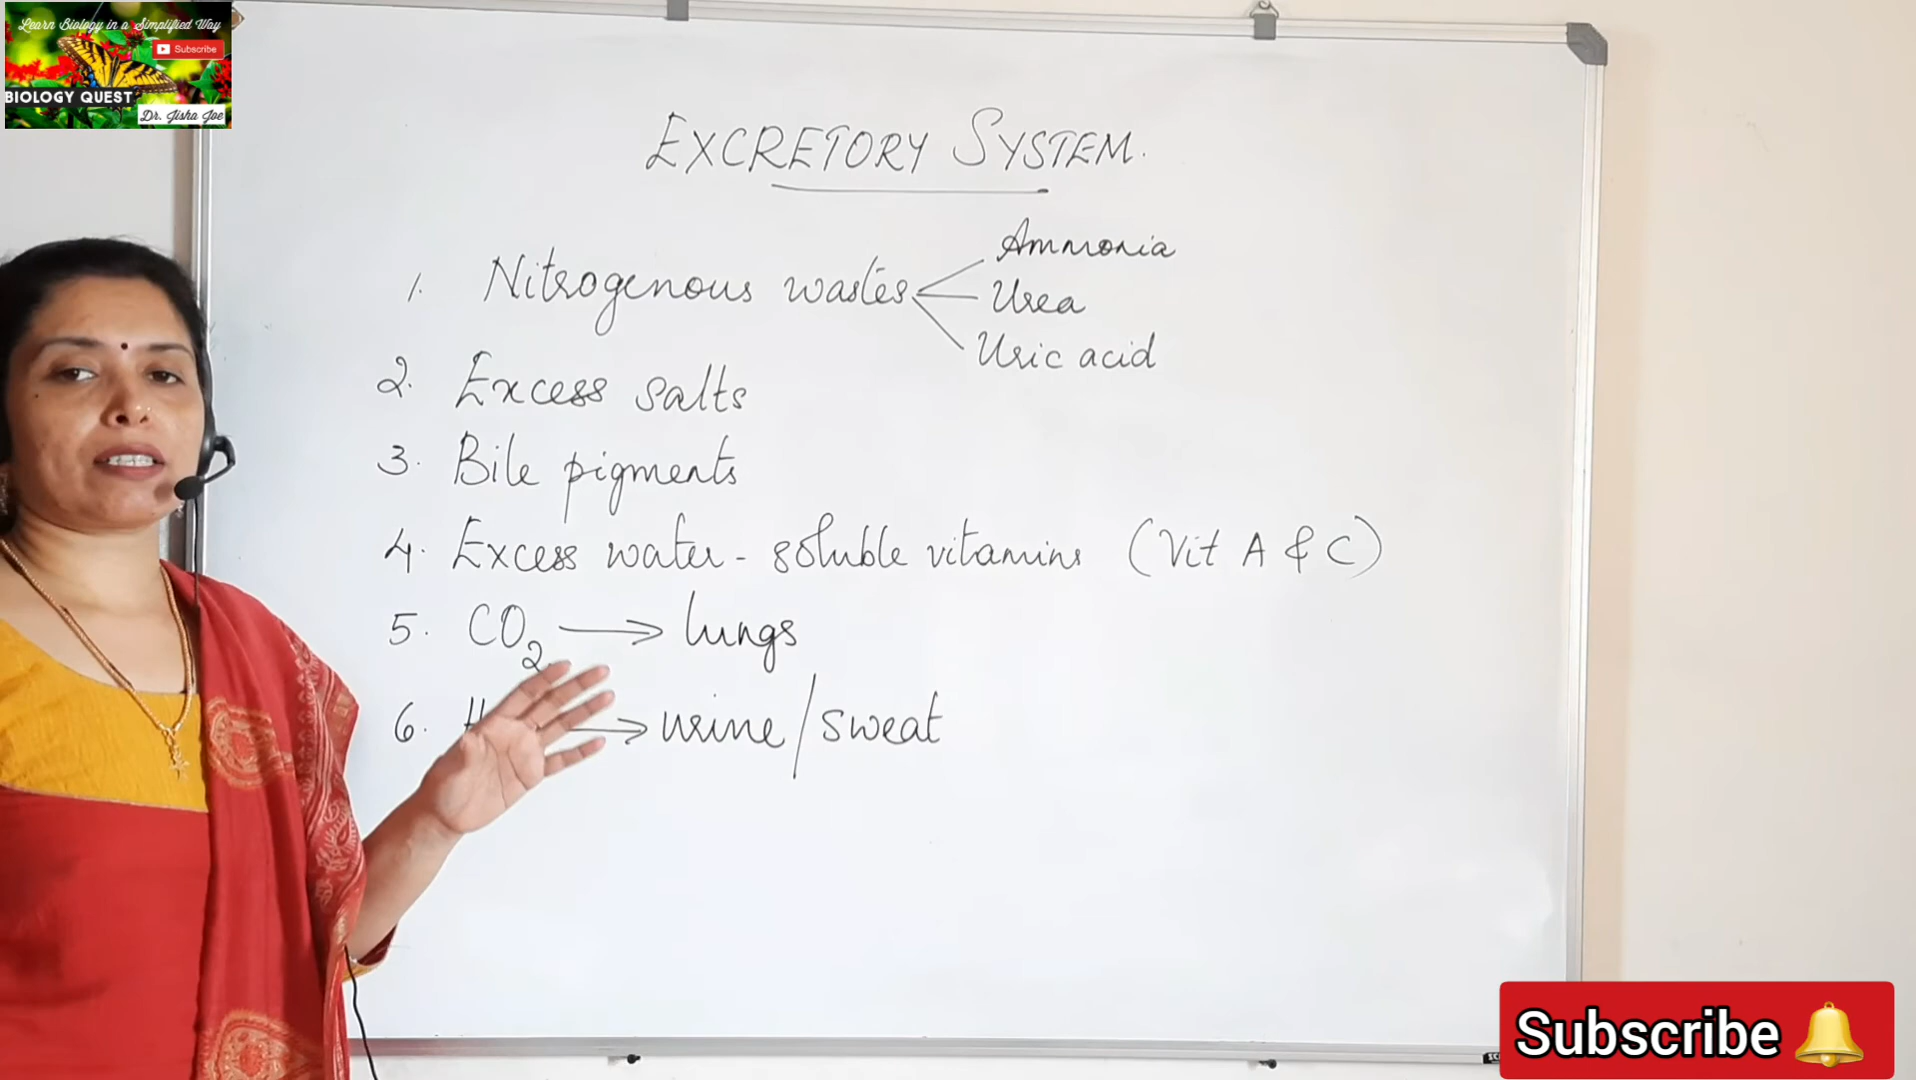 Learn Biology in a Simplified Way
Subscribe
BIOLOGY QUEST
Dr. Jisha Joe
EXCRETORY SYSTEM.
1. Nitrogenous wastes
Ammonia
Urea
Uric acid
2. Excess salts
3. Bile pigments
4. Excess water-soluble vitamins (Vit A & C)
5. CO2 → lungs
6. → urine/sweat
Subscribe